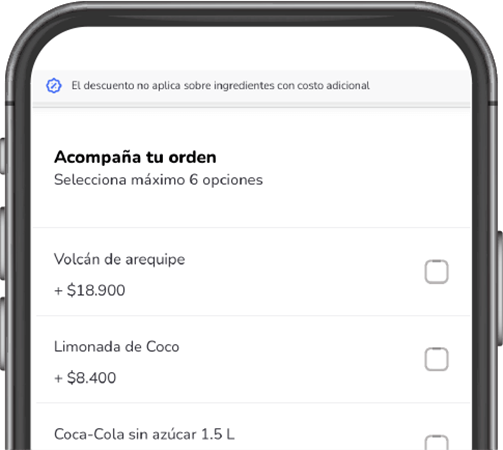 El descuento no aplica sobre ingredientes con costo adicional
Acompaña tu orden
Selecciona máximo 6 opciones
Volcán de arequipe
+ $18.900
Limonada de Coco
+ $8.400
Coca-Cola sin azúcar 1.5 L